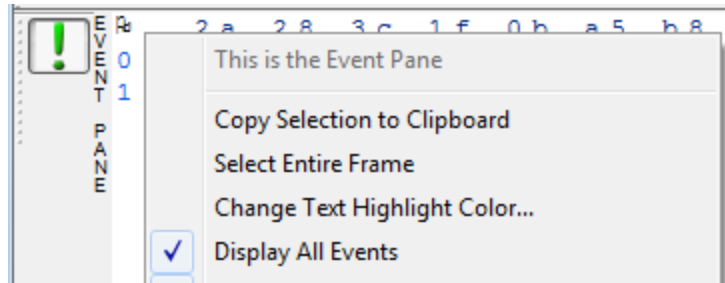 EVENT PANE
2a 28 3c 1f 0b a5 b8
0
1
This is the Event Pane
Copy Selection to Clipboard
Select Entire Frame
Change Text Highlight Color...
Display All Events